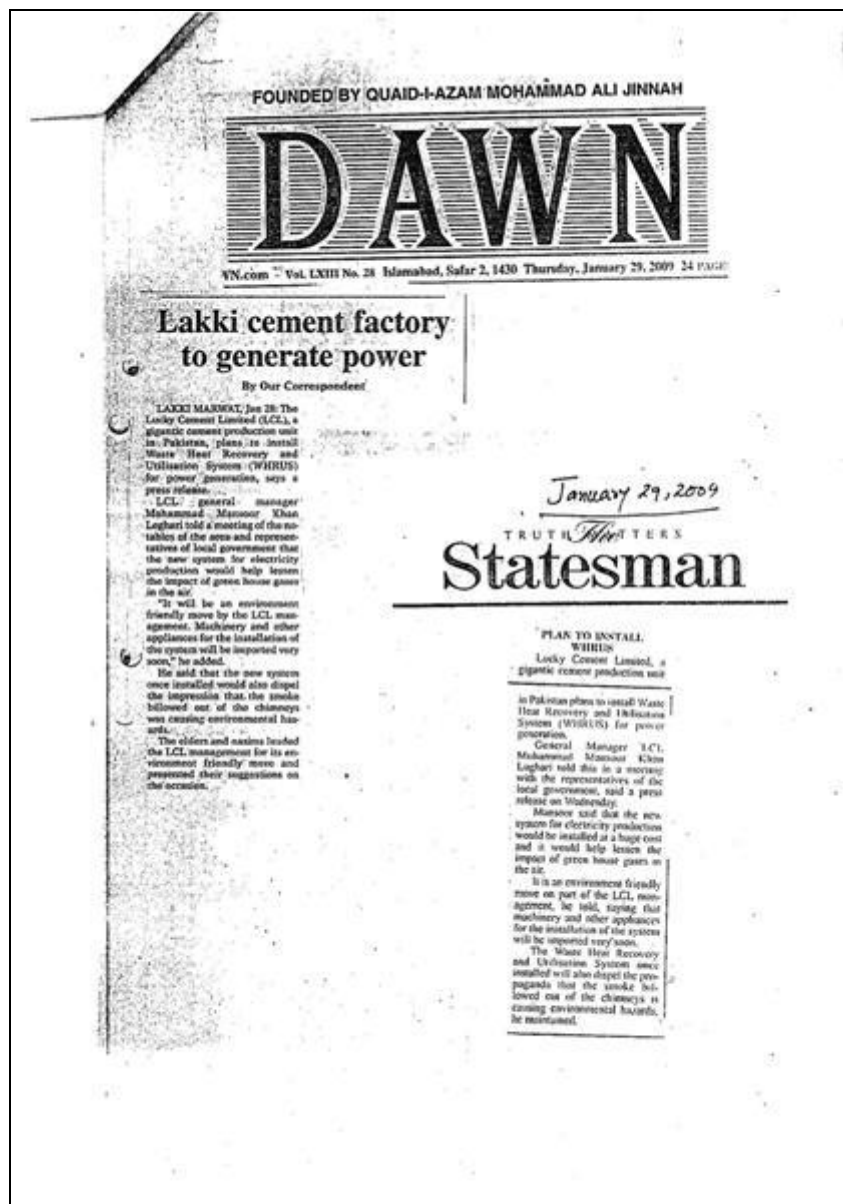 FOUNDED BY QUAID-I-AZAM MOHAMMAD ALI JINNAH
DAWN
WN.com - Vol. LXIII No. 28 Islamabad, Safar 2, 1430 Thursday, January 29, 2009 24 PAGE
Lakki cement factory
to generate power
By Our Correspondent
LAKKI MARWAT, Jan 28: The
Lucky Cement Limited (LCL), a
gigantic cement production unit
in Pakistan, plans to install
Waste Heat Recovery and
Utilisation System (WHRUS)
for power generation, says a
press release.
LCL general manager
Muhammad Mansoor Khan
Leghari told a meeting of the no-
tables of the area and represen-
tatives of local government that
the new system for electricity
production would help lessen
the impact of green house gases
in the air.
"It will be an environment
friendly move by the LCL man-
agement. Machinery and other
appliances for the installation of
the system will be imported very
soon," he added.
He said that the new system
once installed would also dispel
the impression that the smoke
billowed out of the chimneys
was causing environmental haz-
ards.
The elders and nazims lauded
the LCL management for its en-
vironment friendly move and
presented their suggestions on
the occasion.
January 29, 2009
TRUTH MATTERS
The
Statesman
PLAN TO INSTALL
WHRUS
Lucky Cement Limited, a
gigantic cement production unit
in Pakistan plans to install Waste
Heat Recovery and Utilisation
System (WHRUS) for power
generation.
General Manager LCL
Muhammad Mansoor Khan
Leghari told this in a meeting
with the representatives of the
local government, said a press
release on Wednesday.
Mansoor said that the new
system for electricity production
would be installed at a huge cost
and it would help lessen the
impact of green house gases in
the air.
It is an environment friendly
move on part of the LCL man-
agement, he told, saying that
machinery and other appliances
for the installation of the system
will be imported very soon.
The Waste Heat Recovery
and Utilisation System once
installed will also dispel the pro-
paganda that the smoke bil-
lowed out of the chimneys is
causing environmental hazards,
he maintained.